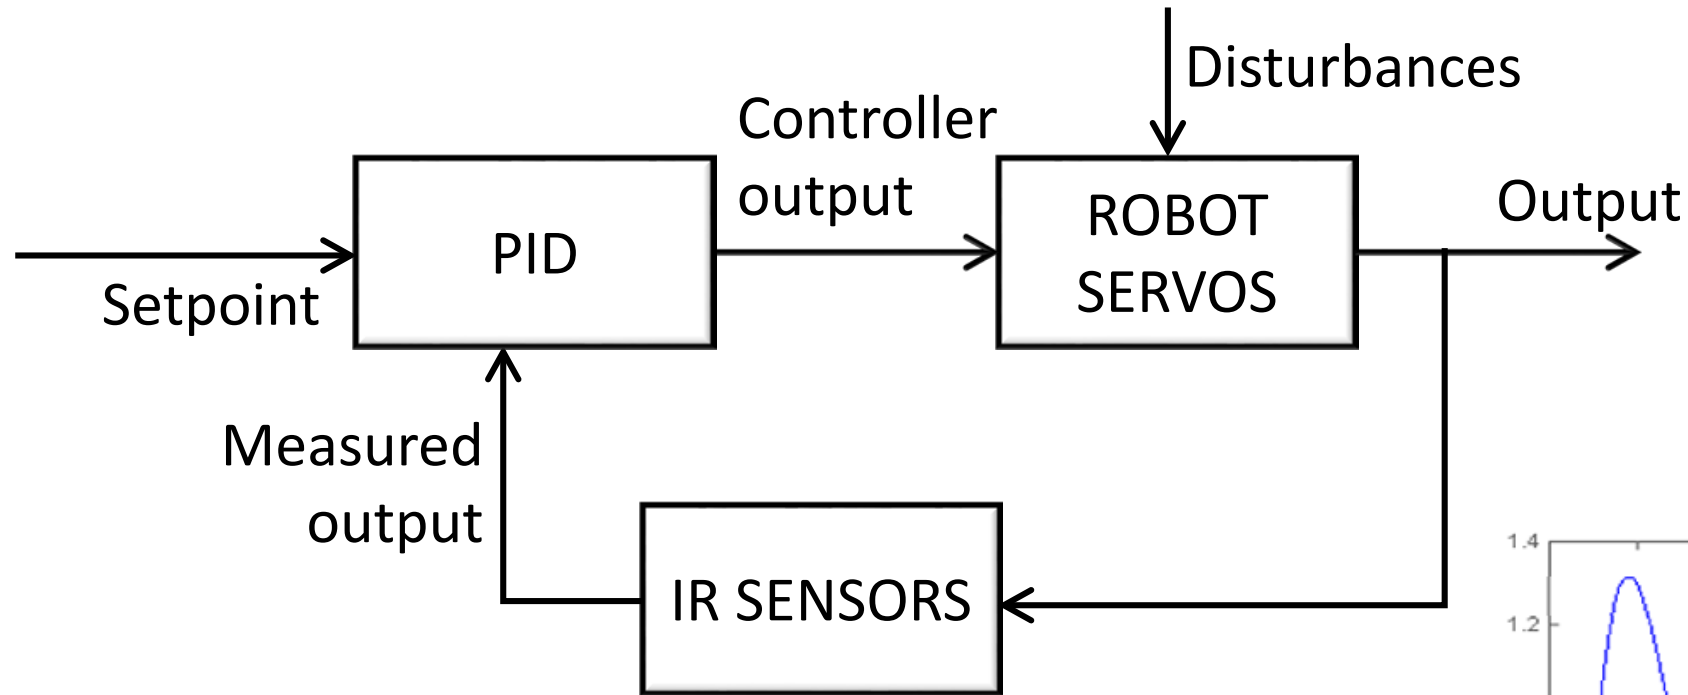 Disturbances
Controller
output
PID
ROBOT
SERVOS
Output
Setpoint
Measured
output
IR SENSORS
1.4
1.2